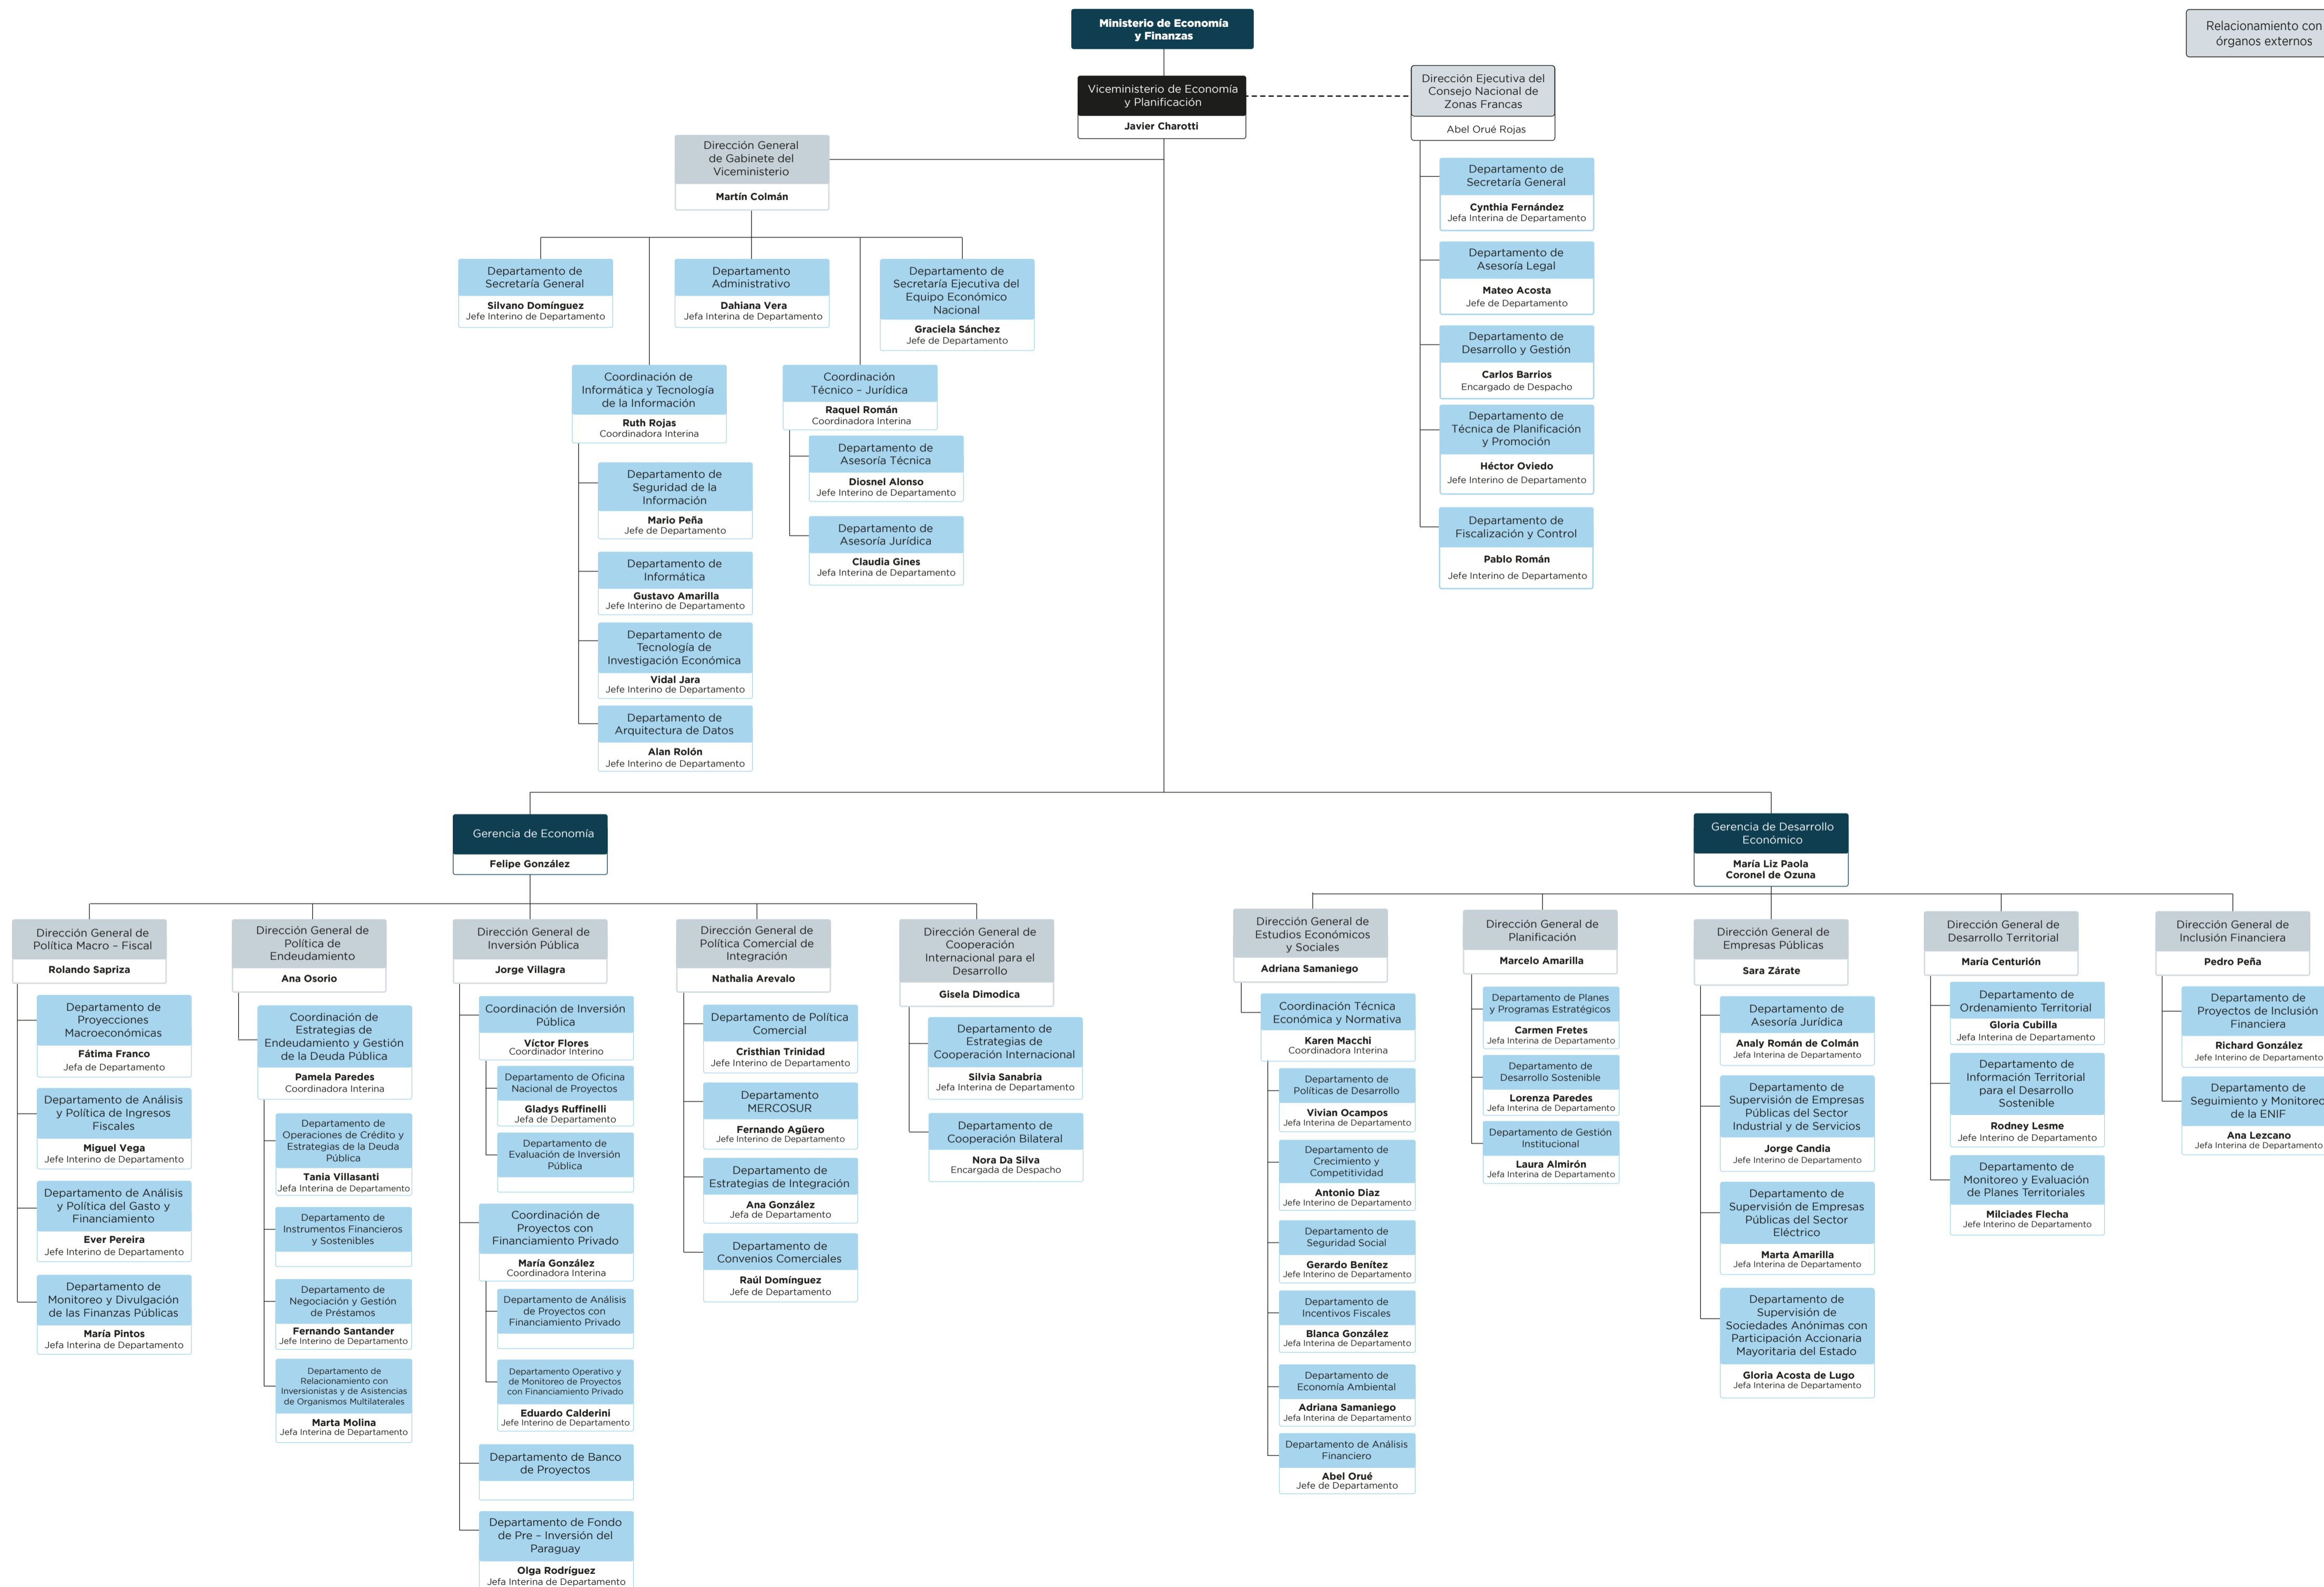 Ministerio de Economía
y Finanzas
Relacionamiento con
órganos externos
Viceministerio de Economía
y Planificación
Javier Charotti
Dirección Ejecutiva del
Consejo Nacional de
Zonas Francas
Abel Orué Rojas
Departamento de
Secretaría General
Cynthia Fernández
Jefa Interina de Departamento
Departamento de
Asesoría Legal
Mateo Acosta
Jefe de Departamento
Departamento de
Desarrollo y Gestión
Carlos Barrios
Encargado de Despacho
Departamento de
Técnica de Planificación
y Promoción
Héctor Oviedo
Jefe Interino de Departamento
Departamento de
Fiscalización y Control
Pablo Román
Jefe Interino de Departamento
Dirección General
de Gabinete del
Viceministerio
Martín Colmán
Departamento de
Secretaría General
Silvano Domínguez
Jefe Interino de Departamento
Departamento
Administrativo
Dahiana Vera
Jefa Interina de Departamento
Departamento de
Secretaría Ejecutiva del
Equipo Económico
Nacional
Graciela Sánchez
Jefe de Departamento
Coordinación de
Informática y Tecnología
de la Información
Ruth Rojas
Coordinadora Interina
Departamento de
Seguridad de la
Información
Mario Peña
Jefe de Departamento
Departamento de
Informática
Gustavo Amarilla
Jefe Interino de Departamento
Departamento de
Tecnología de
Investigación Económica
Vidal Jara
Jefe Interino de Departamento
Departamento de
Arquitectura de Datos
Alan Rolón
Jefe Interino de Departamento
Coordinación
Técnico – Jurídica
Raquel Román
Coordinadora Interina
Departamento de
Asesoría Técnica
Diosnel Alonso
Jefe Interino de Departamento
Departamento de
Asesoría Jurídica
Claudia Gines
Jefa Interina de Departamento
Gerencia de Economía
Felipe González
Dirección General de
Política Macro – Fiscal
Rolando Sapriza
Departamento de
Proyecciones
Macroeconómicas
Fátima Franco
Jefa de Departamento
Departamento de Análisis
y Política de Ingresos
Fiscales
Miguel Vega
Jefe Interino de Departamento
Departamento de Análisis
y Política del Gasto y
Financiamiento
Ever Pereira
Jefe Interino de Departamento
Departamento de
Monitoreo y Divulgación
de las Finanzas Públicas
María Pintos
Jefa Interina de Departamento
Dirección General de
Política de
Endeudamiento
Ana Osorio
Coordinación de
Estrategias de
Endeudamiento y Gestión
de la Deuda Pública
Pamela Paredes
Coordinadora Interina
Departamento de
Operaciones de Crédito y
Estrategias de la Deuda
Pública
Tania Villasanti
Jefa Interina de Departamento
Departamento de
Instrumentos Financieros
y Sostenibles
Departamento de
Negociación y Gestión
de Préstamos
Fernando Santander
Jefe Interino de Departamento
Departamento de
Relacionamiento con
Inversionistas y de Asistencias
de Organismos Multilaterales
Marta Molina
Jefa Interina de Departamento
Dirección General de
Inversión Pública
Jorge Villagra
Coordinación de Inversión
Pública
Víctor Flores
Coordinador Interino
Departamento de Oficina
Nacional de Proyectos
Gladys Ruffinelli
Jefa de Departamento
Departamento de
Evaluación de Inversión
Pública
Coordinación de
Proyectos con
Financiamiento Privado
María González
Coordinadora Interina
Departamento de Análisis
de Proyectos con
Financiamiento Privado
Departamento Operativo y
de Monitoreo de Proyectos
con Financiamiento Privado
Eduardo Calderini
Jefe Interino de Departamento
Departamento de Banco
de Proyectos
Departamento de Fondo
de Pre – Inversión del
Paraguay
Olga Rodríguez
Jefa Interina de Departamento
Dirección General de
Política Comercial de
Integración
Nathalia Arevalo
Departamento de Política
Comercial
Cristhian Trinidad
Jefe Interino de Departamento
Departamento
MERCOSUR
Fernando Agüero
Jefe Interino de Departamento
Departamento de
Estrategias de Integración
Ana González
Jefa de Departamento
Departamento de
Convenios Comerciales
Raúl Domínguez
Jefe de Departamento
Dirección General de
Cooperación
Internacional para el
Desarrollo
Gisela Dimodica
Departamento de
Estrategias de
Cooperación Internacional
Silvia Sanabria
Jefa Interina de Departamento
Departamento de
Cooperación Bilateral
Nora Da Silva
Encargada de Despacho
Gerencia de Desarrollo
Económico
María Liz Paola
Coronel de Ozuna
Dirección General de
Estudios Económicos
y Sociales
Adriana Samaniego
Coordinación Técnica
Económica y Normativa
Karen Macchi
Coordinadora Interina
Departamento de
Políticas de Desarrollo
Vivian Ocampos
Jefa Interina de Departamento
Departamento de
Crecimiento y
Competitividad
Antonio Diaz
Jefe Interino de Departamento
Departamento de
Seguridad Social
Gerardo Benítez
Jefe Interino de Departamento
Departamento de
Incentivos Fiscales
Blanca González
Jefa Interina de Departamento
Departamento de
Economía Ambiental
Adriana Samaniego
Jefa Interina de Departamento
Departamento de Análisis
Financiero
Abel Orué
Jefe de Departamento
Dirección General de
Planificación
Marcelo Amarilla
Departamento de Planes
y Programas Estratégicos
Carmen Fretes
Jefa Interina de Departamento
Departamento de
Desarrollo Sostenible
Lorenza Paredes
Jefa Interina de Departamento
Departamento de Gestión
Institucional
Laura Almirón
Jefa Interina de Departamento
Dirección General de
Empresas Públicas
Sara Zárate
Departamento de
Asesoría Jurídica
Analy Román de Colmán
Jefa Interina de Departamento
Departamento de
Supervisión de Empresas
Públicas del Sector
Industrial y de Servicios
Jorge Candia
Jefe Interino de Departamento
Departamento de
Supervisión de Empresas
Públicas del Sector
Eléctrico
Marta Amarilla
Jefa Interina de Departamento
Departamento de
Supervisión de
Sociedades Anónimas con
Participación Accionaria
Mayoritaria del Estado
Gloria Acosta de Lugo
Jefa Interina de Departamento
Dirección General de
Desarrollo Territorial
María Centurión
Departamento de
Ordenamiento Territorial
Gloria Cubilla
Jefa Interina de Departamento
Departamento de
Información Territorial
para el Desarrollo
Sostenible
Rodney Lesme
Jefe Interino de Departamento
Departamento de
Monitoreo y Evaluación
de Planes Territoriales
Milciades Flecha
Jefe Interino de Departamento
Dirección General de
Inclusión Financiera
Pedro Peña
Departamento de
Proyectos de Inclusión
Financiera
Richard González
Jefe Interino de Departamento
Departamento de
Seguimiento y Monitoreo
de la ENIF
Ana Lezcano
Jefa Interina de Departamento